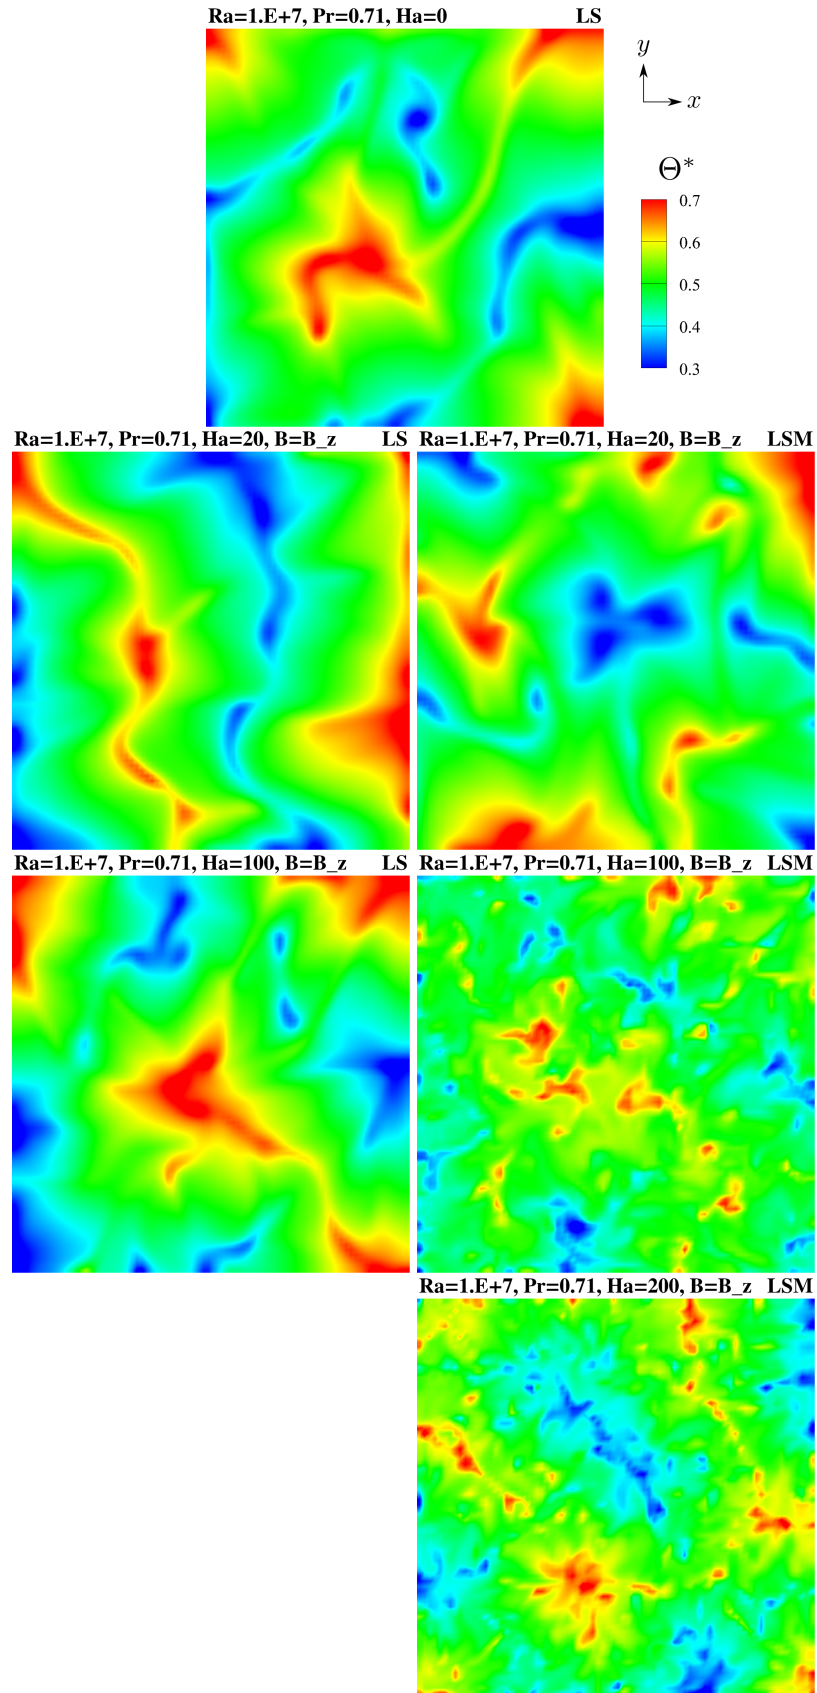 Ra=1.E+7, Pr=0.71, Ha=0 LS
y
x
Θ*
0.7
0.6
0.5
0.4
0.3
Ra=1.E+7, Pr=0.71, Ha=20, B=B_z LS
Ra=1.E+7, Pr=0.71, Ha=20, B=B_z LSM
Ra=1.E+7, Pr=0.71, Ha=100, B=B_z LS
Ra=1.E+7, Pr=0.71, Ha=100, B=B_z LSM
Ra=1.E+7, Pr=0.71, Ha=200, B=B_z LSM